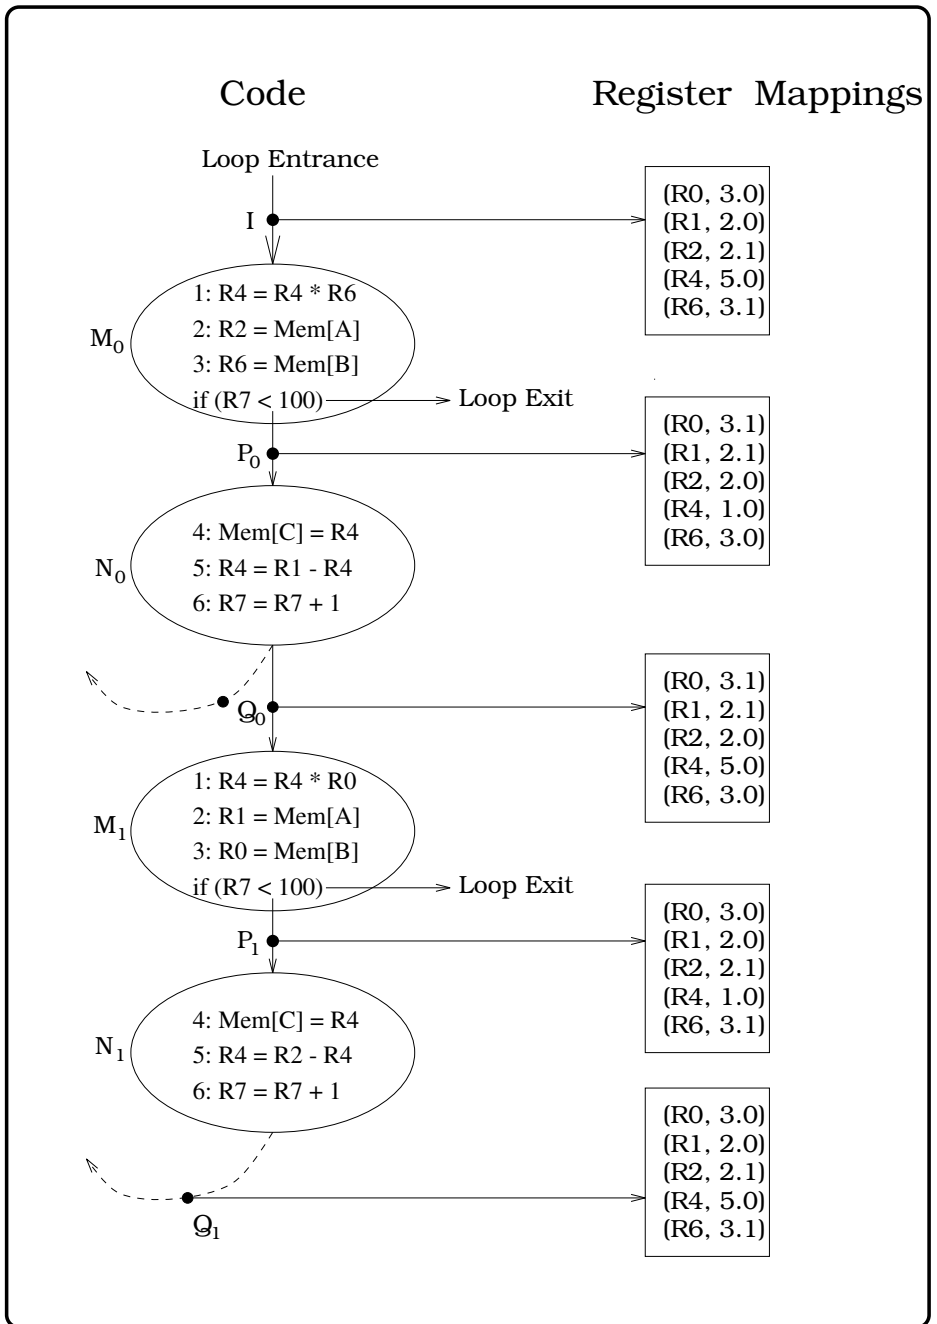 Code Register Mappings
Loop Entrance
I
(R0, 3.0)
(R1, 2.0)
(R2, 2.1)
(R4, 5.0)
(R6, 3.1)
M0
1: R4 = R4 * R6
2: R2 = Mem[A]
3: R6 = Mem[B]
if (R7 < 100)
Loop Exit
P0
(R0, 3.1)
(R1, 2.1)
(R2, 2.0)
(R4, 1.0)
(R6, 3.0)
N0
4: Mem[C] = R4
5: R4 = R1 - R4
6: R7 = R7 + 1
Q0
(R0, 3.1)
(R1, 2.1)
(R2, 2.0)
(R4, 5.0)
(R6, 3.0)
M1
1: R4 = R4 * R0
2: R1 = Mem[A]
3: R0 = Mem[B]
if (R7 < 100)
Loop Exit
P1
(R0, 3.0)
(R1, 2.0)
(R2, 2.1)
(R4, 1.0)
(R6, 3.1)
N1
4: Mem[C] = R4
5: R4 = R2 - R4
6: R7 = R7 + 1
Q1
(R0, 3.0)
(R1, 2.0)
(R2, 2.1)
(R4, 5.0)
(R6, 3.1)